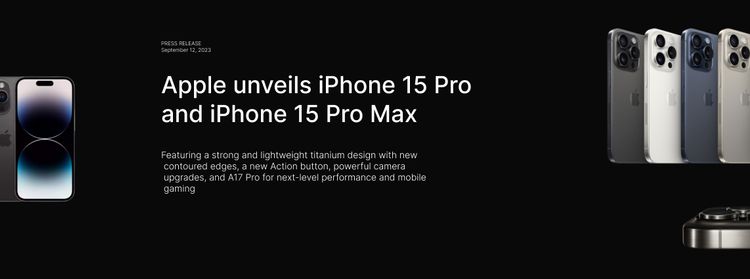 PRESS RELEASE
September 12, 2023
Apple unveils iPhone 15 Pro
and iPhone 15 Pro Max
Featuring a strong and lightweight titanium design with new
contoured edges, a new Action button, powerful camera
upgrades, and A17 Pro for next-level performance and mobile
gaming